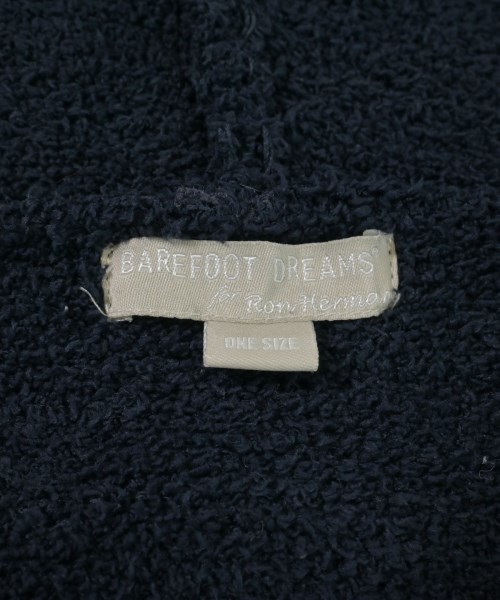 BAREFOOT DREAMS
for Ron Herman
ONE SIZE